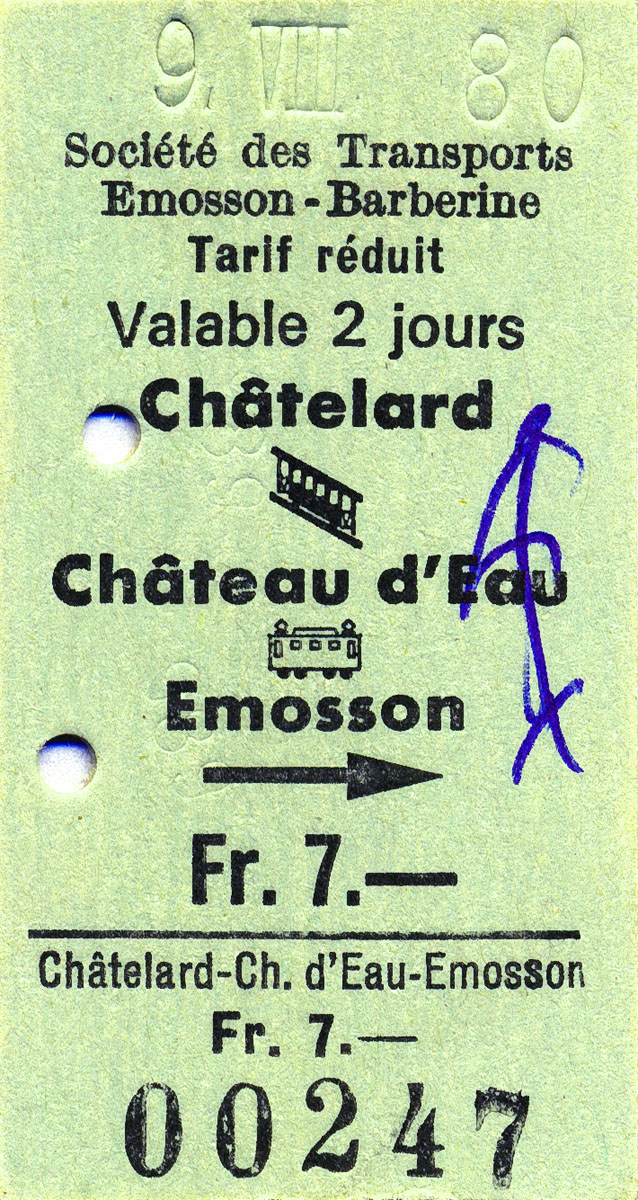 9. VIII. 80
Société des Transports
Emosson-Barberine
Tarif réduit
Valable 2 jours
Châtelard
Château d'Eau
Emosson
Fr. 7.—
Châtelard-Ch. d'Eau-Emosson
Fr. 7.—
00247